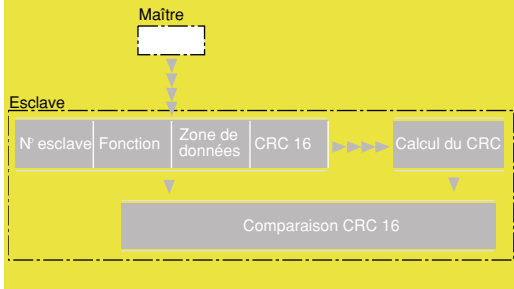 Maître
Esclave
N° esclave
Fonction
Zone de
données
CRC 16
Calcul du CRC
Comparaison CRC 16